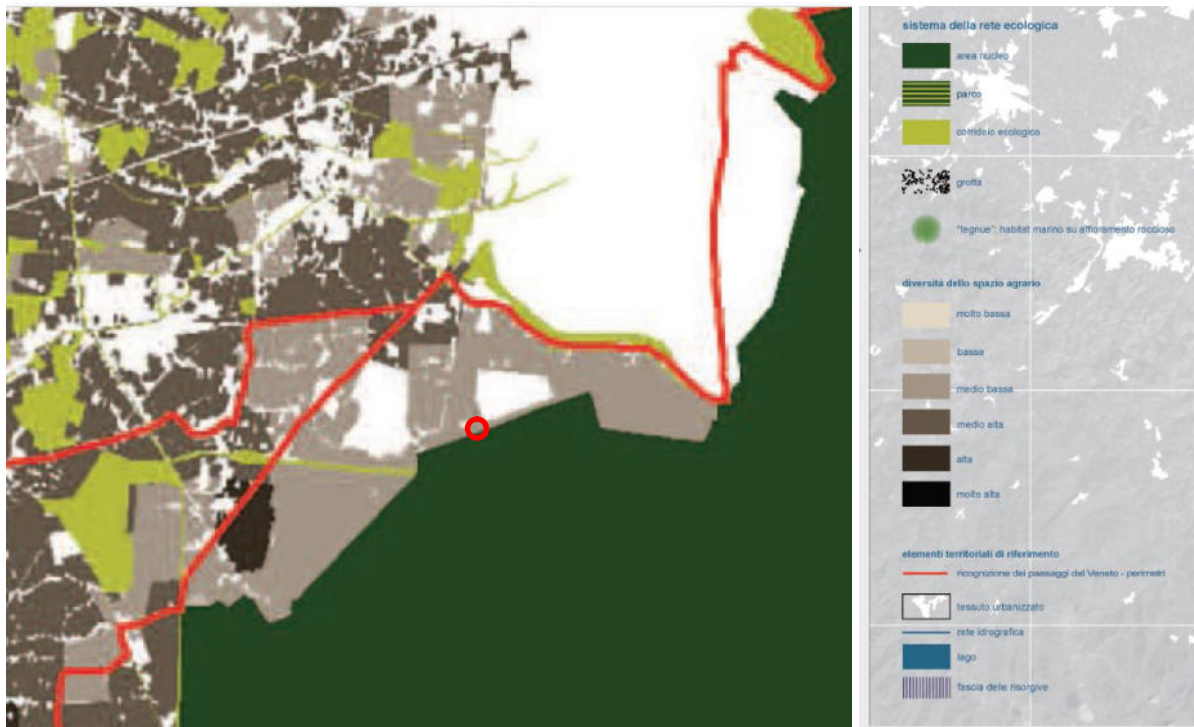 sistema della rete ecologica
area nucleo
parco
corridoio ecologico
grotta
"tegnue": habitat marino su affioramento roccioso
diversità dello spazio agrario
molto bassa
bassa
medio bassa
medio alta
alta
molto alta
elementi territoriali di riferimento
ricognizione dei paesaggi del Veneto - perimetri
tessuto urbanizzato
rete idrografica
lago
fascia delle risorgive